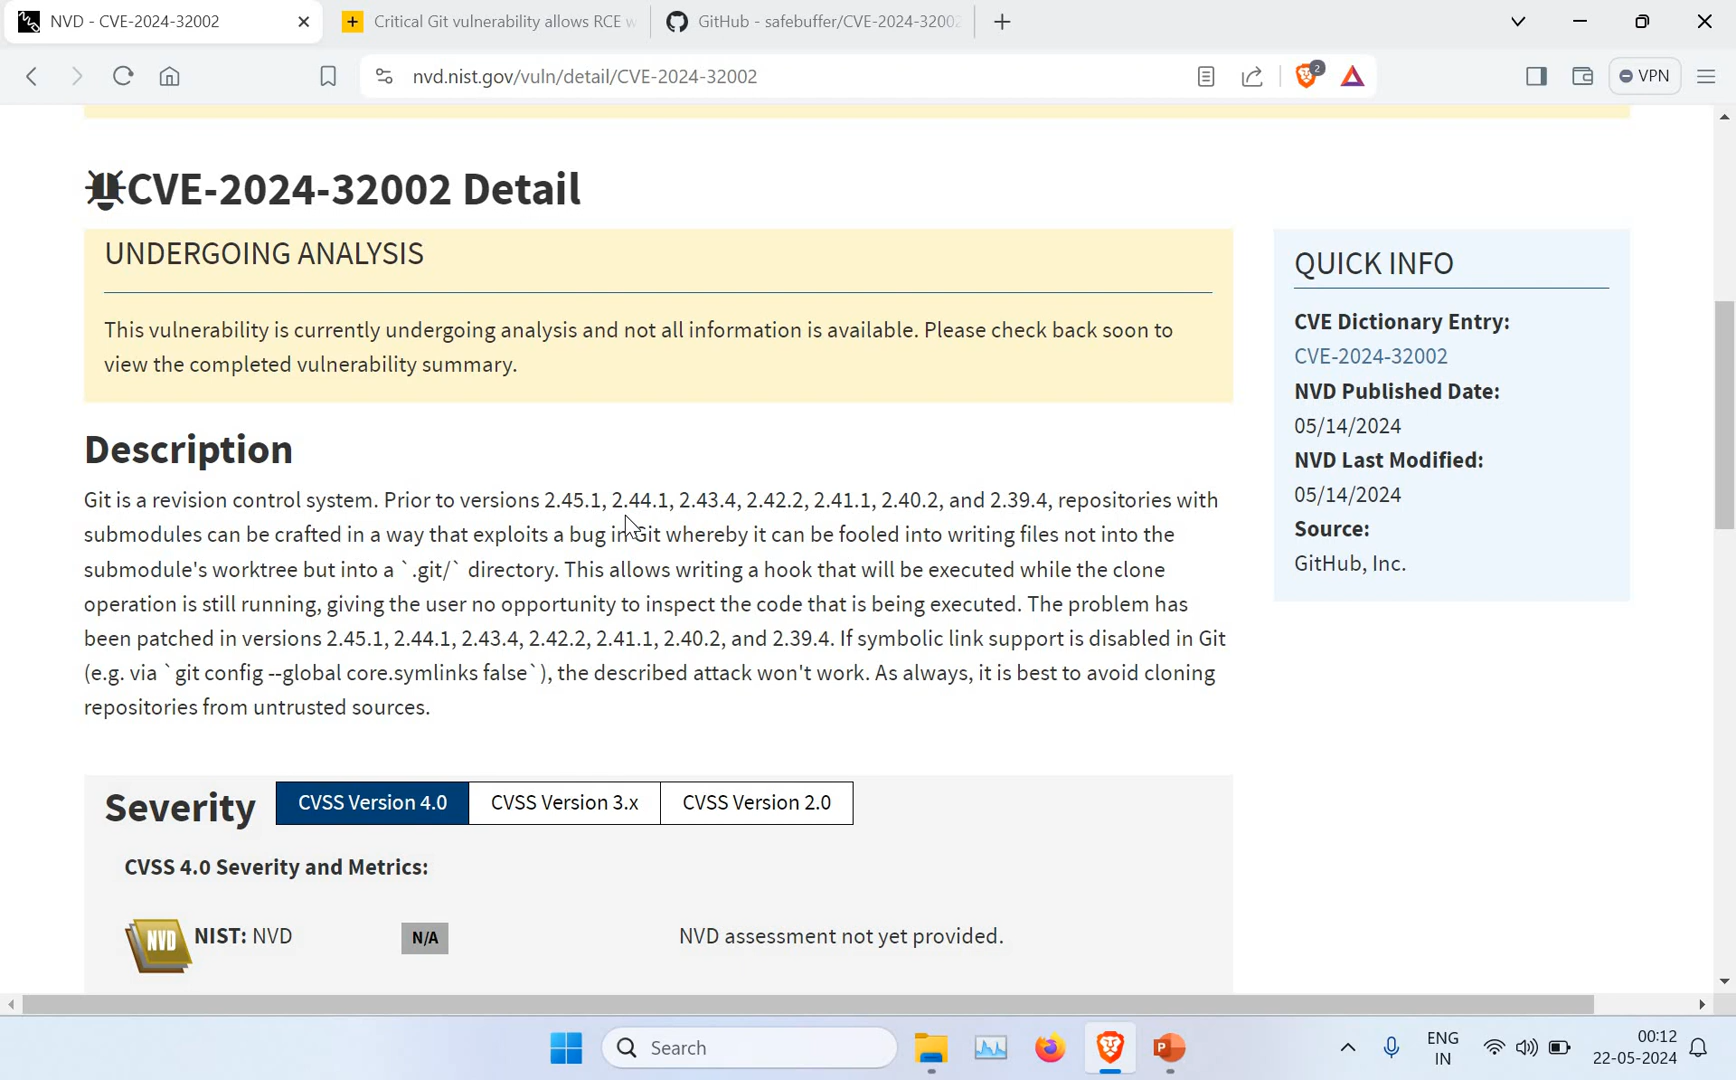 NVD - CVE-2024-32002
Critical Git vulnerability allows RCE w
GitHub - safebuffer/CVE-2024-32002
nvd.nist.gov/vuln/detail/CVE-2024-32002
2
VPN
CVE-2024-32002 Detail
UNDERGOING ANALYSIS
This vulnerability is currently undergoing analysis and not all information is available. Please check back soon to
view the completed vulnerability summary.
Description
Git is a revision control system. Prior to versions 2.45.1, 2.44.1, 2.43.4, 2.42.2, 2.41.1, 2.40.2, and 2.39.4, repositories with
submodules can be crafted in a way that exploits a bug in Git whereby it can be fooled into writing files not into the
submodule's worktree but into a `.git/` directory. This allows writing a hook that will be executed while the clone
operation is still running, giving the user no opportunity to inspect the code that is being executed. The problem has
been patched in versions 2.45.1, 2.44.1, 2.43.4, 2.42.2, 2.41.1, 2.40.2, and 2.39.4. If symbolic link support is disabled in Git
(e.g. via `git config --global core.symlinks false`), the described attack won't work. As always, it is best to avoid cloning
repositories from untrusted sources.
QUICK INFO
CVE Dictionary Entry:
CVE-2024-32002
NVD Published Date:
05/14/2024
NVD Last Modified:
05/14/2024
Source:
GitHub, Inc.
Severity
CVSS Version 4.0
CVSS Version 3.x
CVSS Version 2.0
CVSS 4.0 Severity and Metrics:
NVD
NIST: NVD
N/A
NVD assessment not yet provided.
Search
P
ENG
IN
00:12
22-05-2024